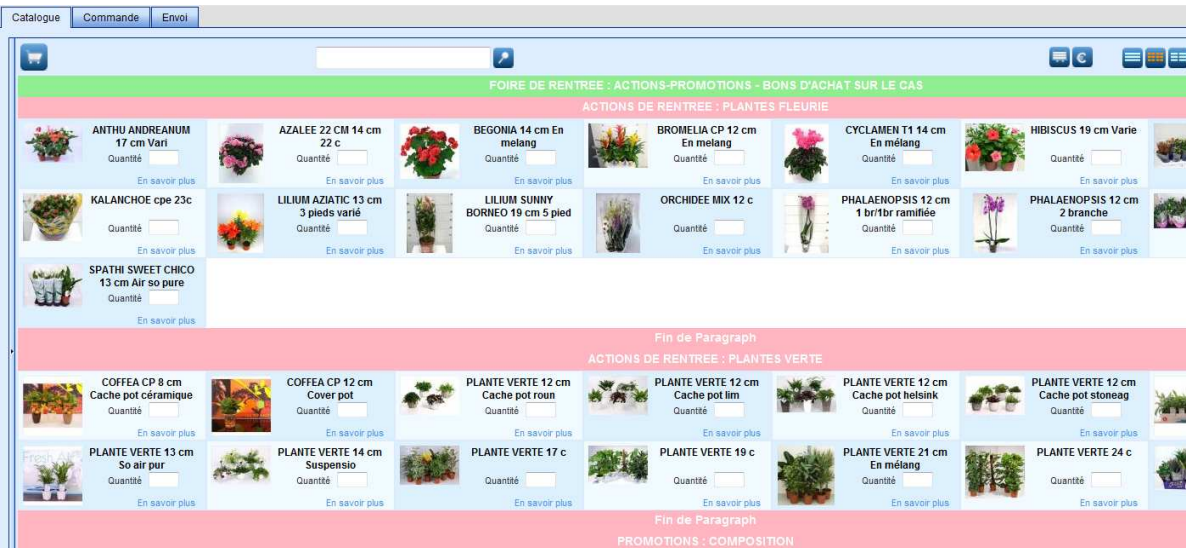 Catalogue Commande Envoi
FOIRE DE RENTREE : ACTIONS-PROMOTIONS - BONS D'ACHAT SUR LE CAS
ACTIONS DE RENTREE : PLANTES FLEURIE
ANTHU ANDREANUM
17 cm Vari
Quantité
En savoir plus
AZALEE 22 CM 14 cm
22 c
Quantité
En savoir plus
BEGONIA 14 cm En
melang
Quantité
En savoir plus
BROMELIA CP 12 cm
En melang
Quantité
En savoir plus
CYCLAMEN T1 14 cm
En mélang
Quantité
En savoir plus
HIBISCUS 19 cm Varie
Quantité
En savoir plus
KALANCHOE cpe 23c
Quantité
En savoir plus
LILIUM AZIATIC 13 cm
3 pieds varié
Quantité
En savoir plus
LILIUM SUNNY
BORNEO 19 cm 5 pied
Quantité
En savoir plus
ORCHIDEE MIX 12 c
Quantité
En savoir plus
PHALAENOPSIS 12 cm
1 br/1br ramifiée
Quantité
En savoir plus
PHALAENOPSIS 12 cm
2 branche
Quantité
En savoir plus
SPATHI SWEET CHICO
13 cm Air so pure
Quantité
En savoir plus
Fin de Paragraph
ACTIONS DE RENTREE : PLANTES VERTE
COFFEA CP 8 cm
Cache pot céramique
Quantité
En savoir plus
COFFEA CP 12 cm
Cover pot
Quantité
En savoir plus
PLANTE VERTE 12 cm
Cache pot roun
Quantité
En savoir plus
PLANTE VERTE 12 cm
Cache pot lim
Quantité
En savoir plus
PLANTE VERTE 12 cm
Cache pot helsink
Quantité
En savoir plus
PLANTE VERTE 12 cm
Cache pot stoneag
Quantité
En savoir plus
PLANTE VERTE 13 cm
So air pur
Quantité
En savoir plus
PLANTE VERTE 14 cm
Suspensio
Quantité
En savoir plus
PLANTE VERTE 17 c
Quantité
En savoir plus
PLANTE VERTE 19 c
Quantité
En savoir plus
PLANTE VERTE 21 cm
En mélang
Quantité
En savoir plus
PLANTE VERTE 24 c
Quantité
En savoir plus
Fin de Paragraph
PROMOTIONS : COMPOSITION